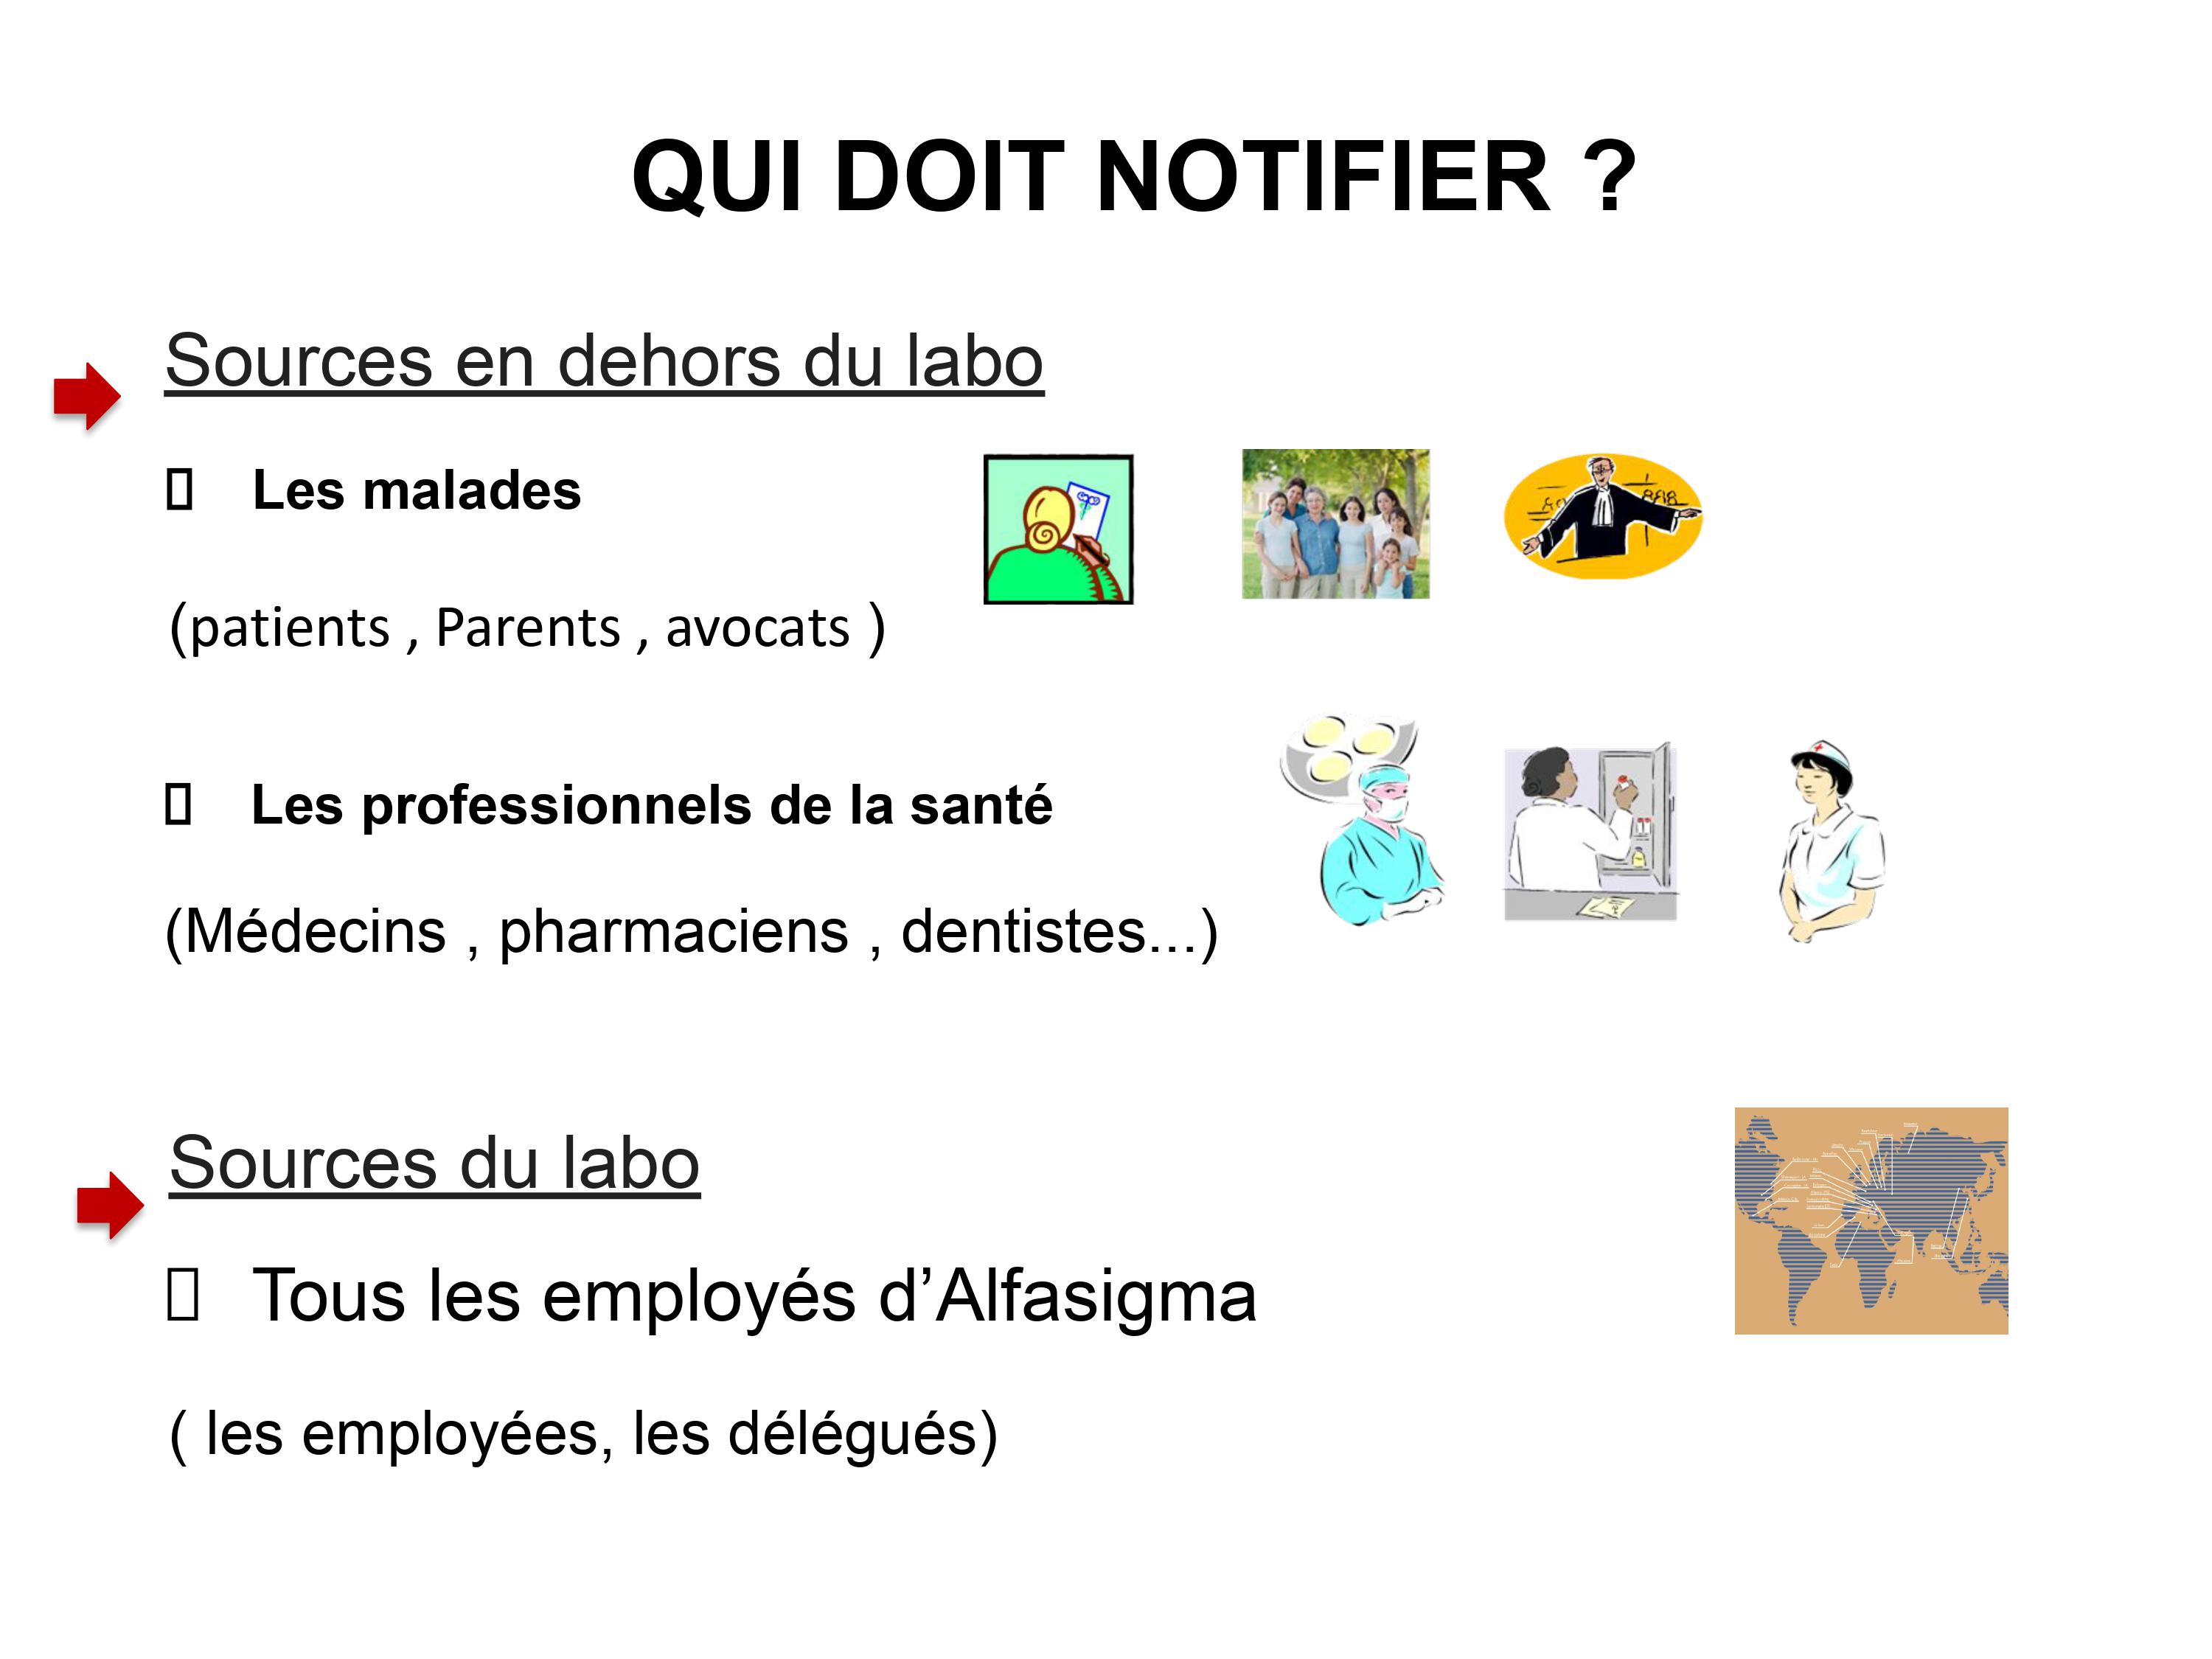 QUI DOIT NOTIFIER ?
Sources en dehors du labo
Les malades
(patients , Parents , avocats )
Les professionnels de la santé
(Médecins , pharmaciens , dentistes...)
Sources du labo
Tous les employés d’Alfasigma
( les employées, les délégués)